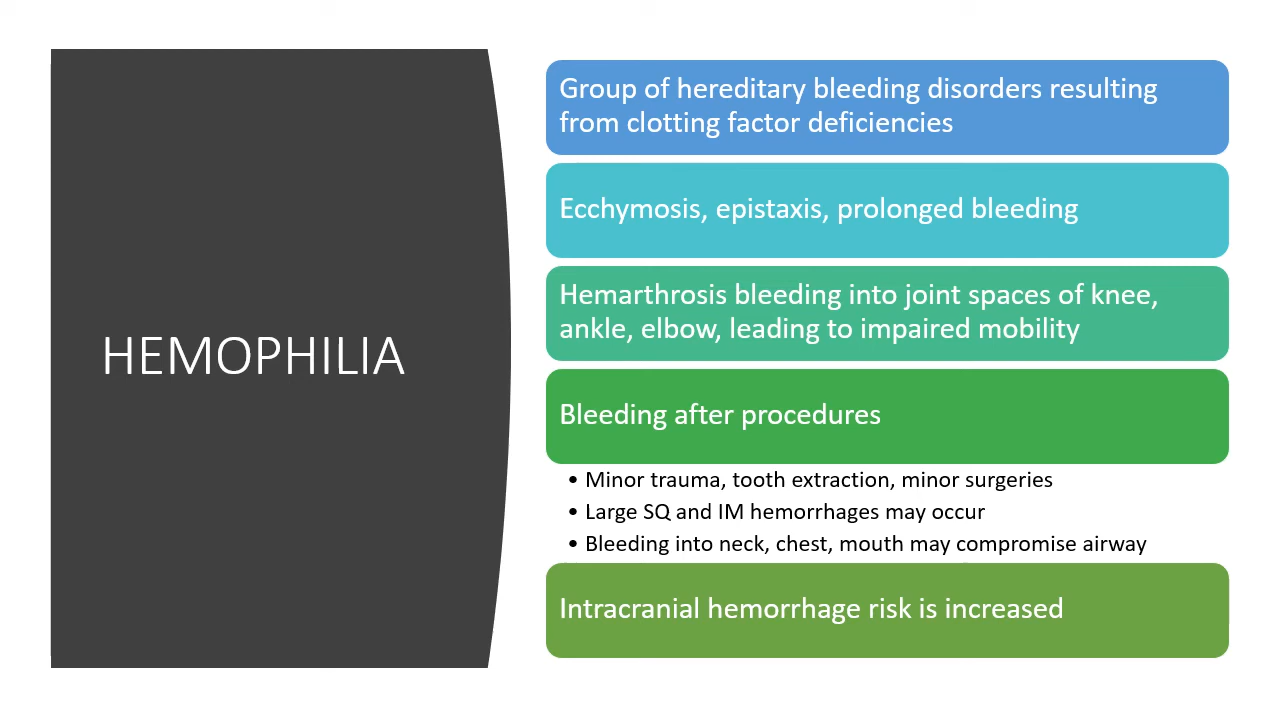 HEMOPHILIA
Group of hereditary bleeding disorders resulting
from clotting factor deficiencies
Ecchymosis, epistaxis, prolonged bleeding
Hemarthrosis bleeding into joint spaces of knee,
ankle, elbow, leading to impaired mobility
Bleeding after procedures
• Minor trauma, tooth extraction, minor surgeries
• Large SQ and IM hemorrhages may occur
• Bleeding into neck, chest, mouth may compromise airway
Intracranial hemorrhage risk is increased